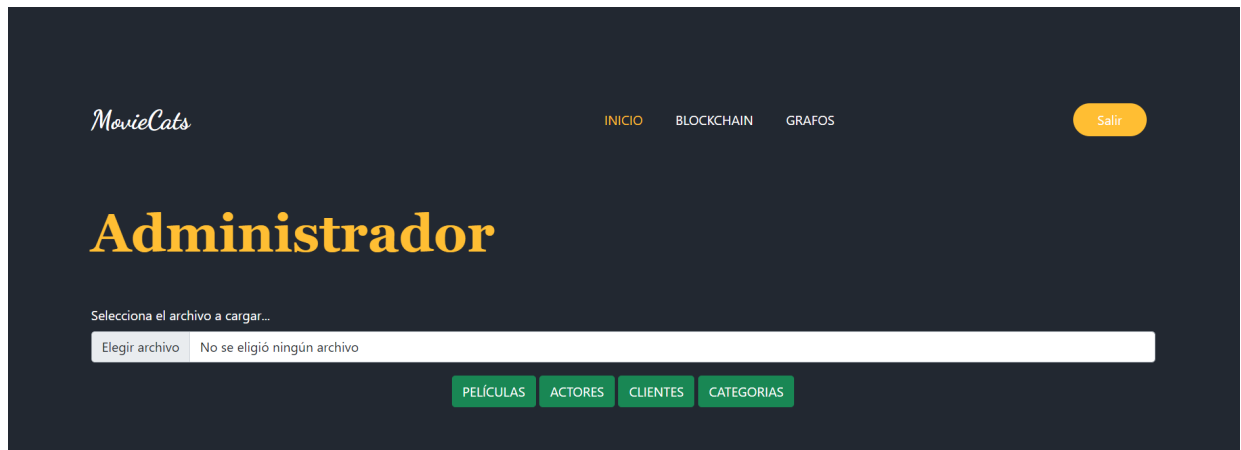 MovieCats
INICIO BLOCKCHAIN GRAFOS
Salir
Administrador
Selecciona el archivo a cargar...
Elegir archivo No se eligió ningún archivo
PELÍCULAS ACTORES CLIENTES CATEGORIAS